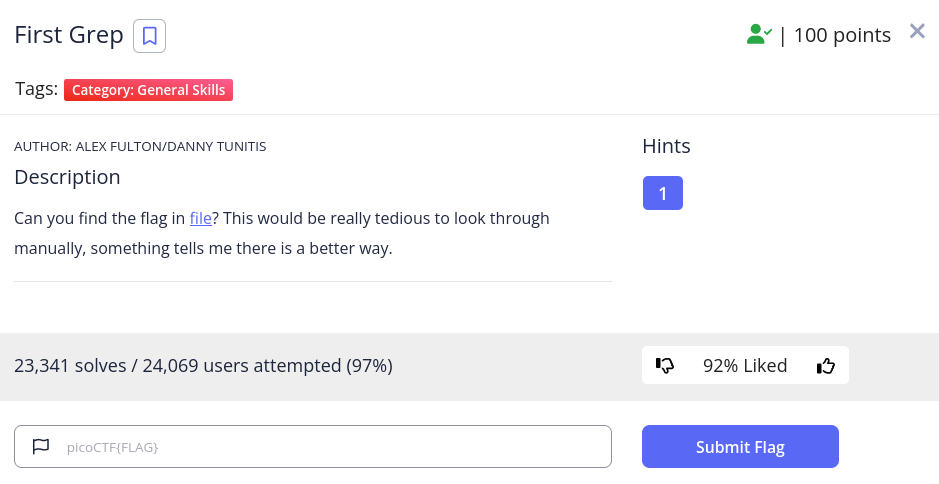 First Grep
| 100 points
Tags: Category: General Skills
AUTHOR: ALEX FULTON/DANNY TUNITIS
Description
Can you find the flag in file? This would be really tedious to look through
manually, something tells me there is a better way.
Hints
1
23,341 solves / 24,069 users attempted (97%)
92% Liked
picoCTF{FLAG}
Submit Flag